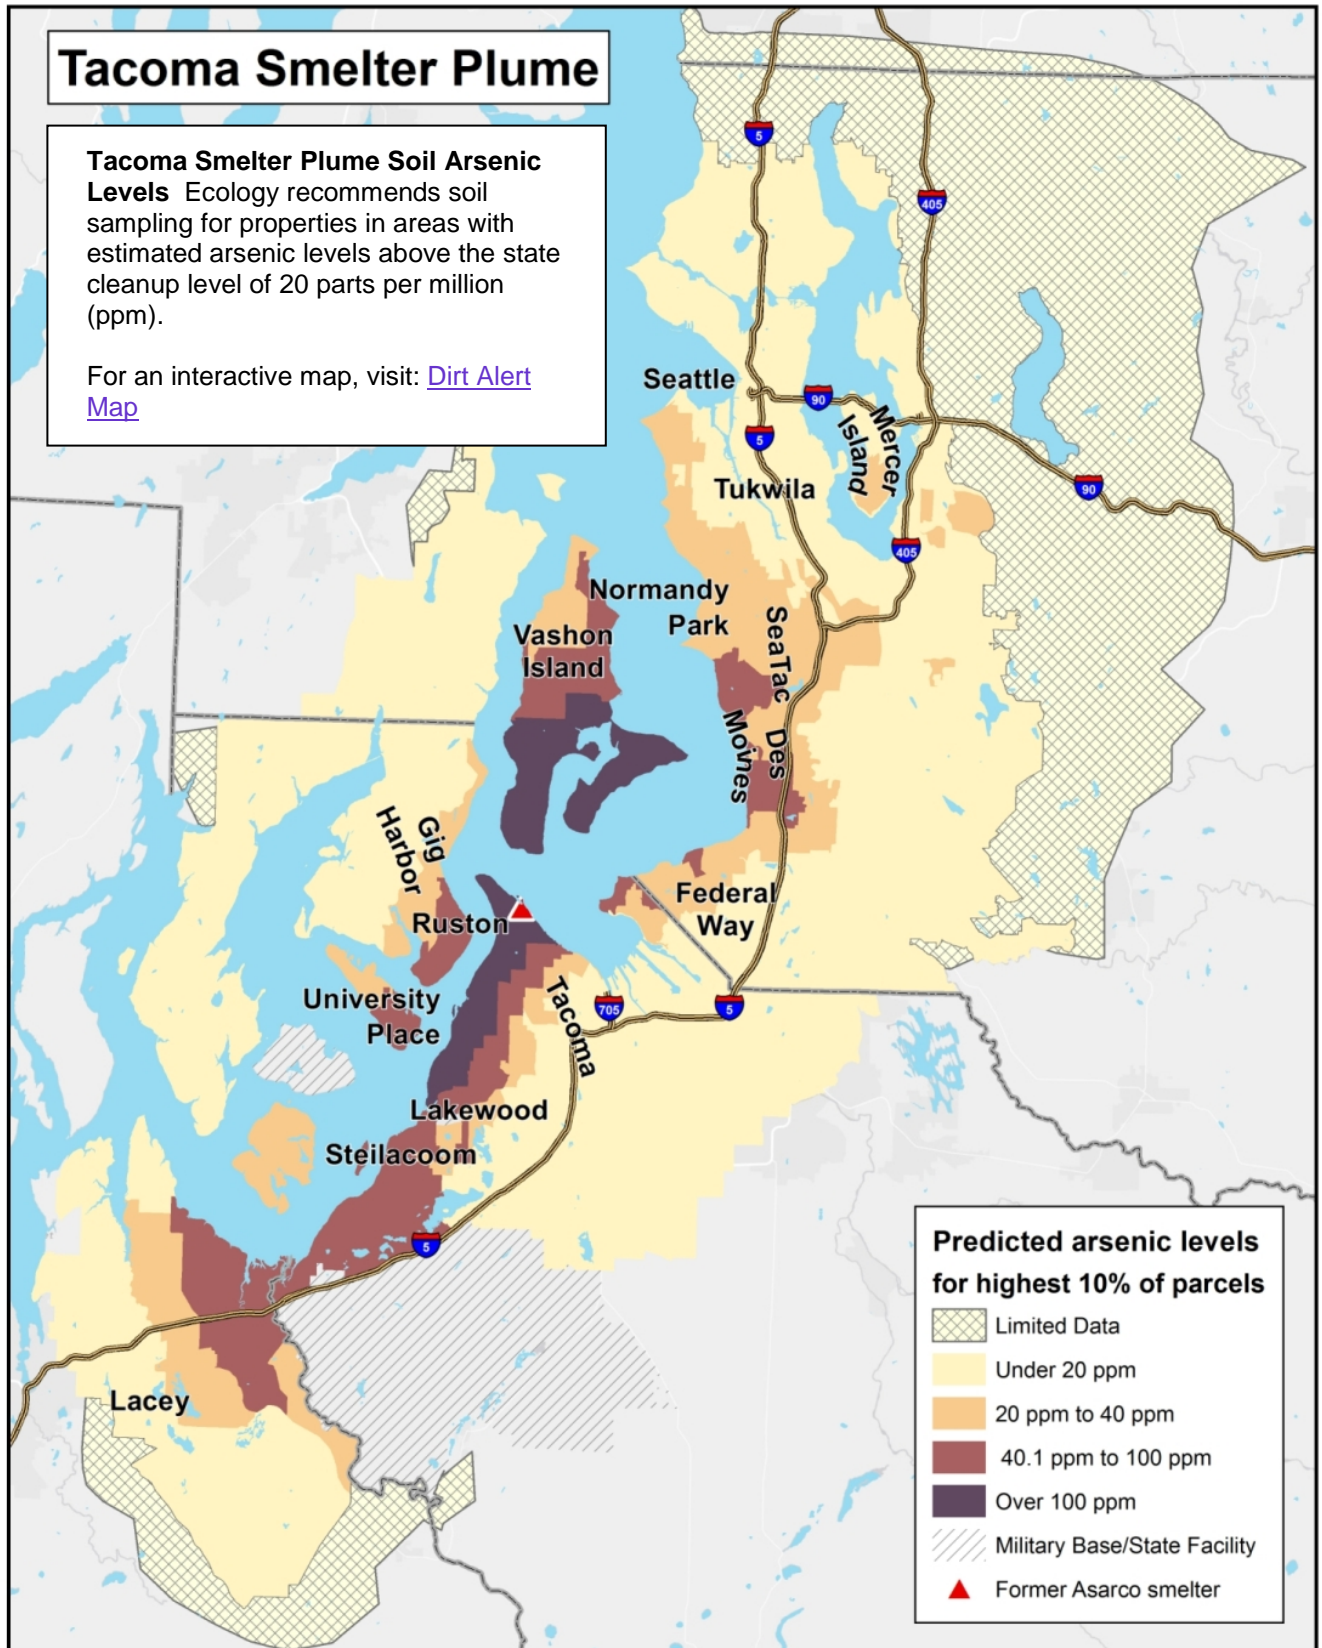 Tacoma Smelter Plume
Tacoma Smelter Plume Soil Arsenic
Levels  Ecology recommends soil
sampling for properties in areas with
estimated arsenic levels above the state
cleanup level of 20 parts per million
(ppm).
For an interactive map, visit: Dirt Alert
Map
5
405
Seattle
90
5
Mercer
Island
Tukwila
90
405
Normandy
Park
Vashon
Island
SeaTac
Des
Moines
Gig
Harbor
Federal
Way
Ruston
University
Place
Tacoma
705
5
Lakewood
Steilacoom
5
Lacey
Predicted arsenic levels
for highest 10% of parcels
Limited Data
Under 20 ppm
20 ppm to 40 ppm
40.1 ppm to 100 ppm
Over 100 ppm
Military Base/State Facility
Former Asarco smelter